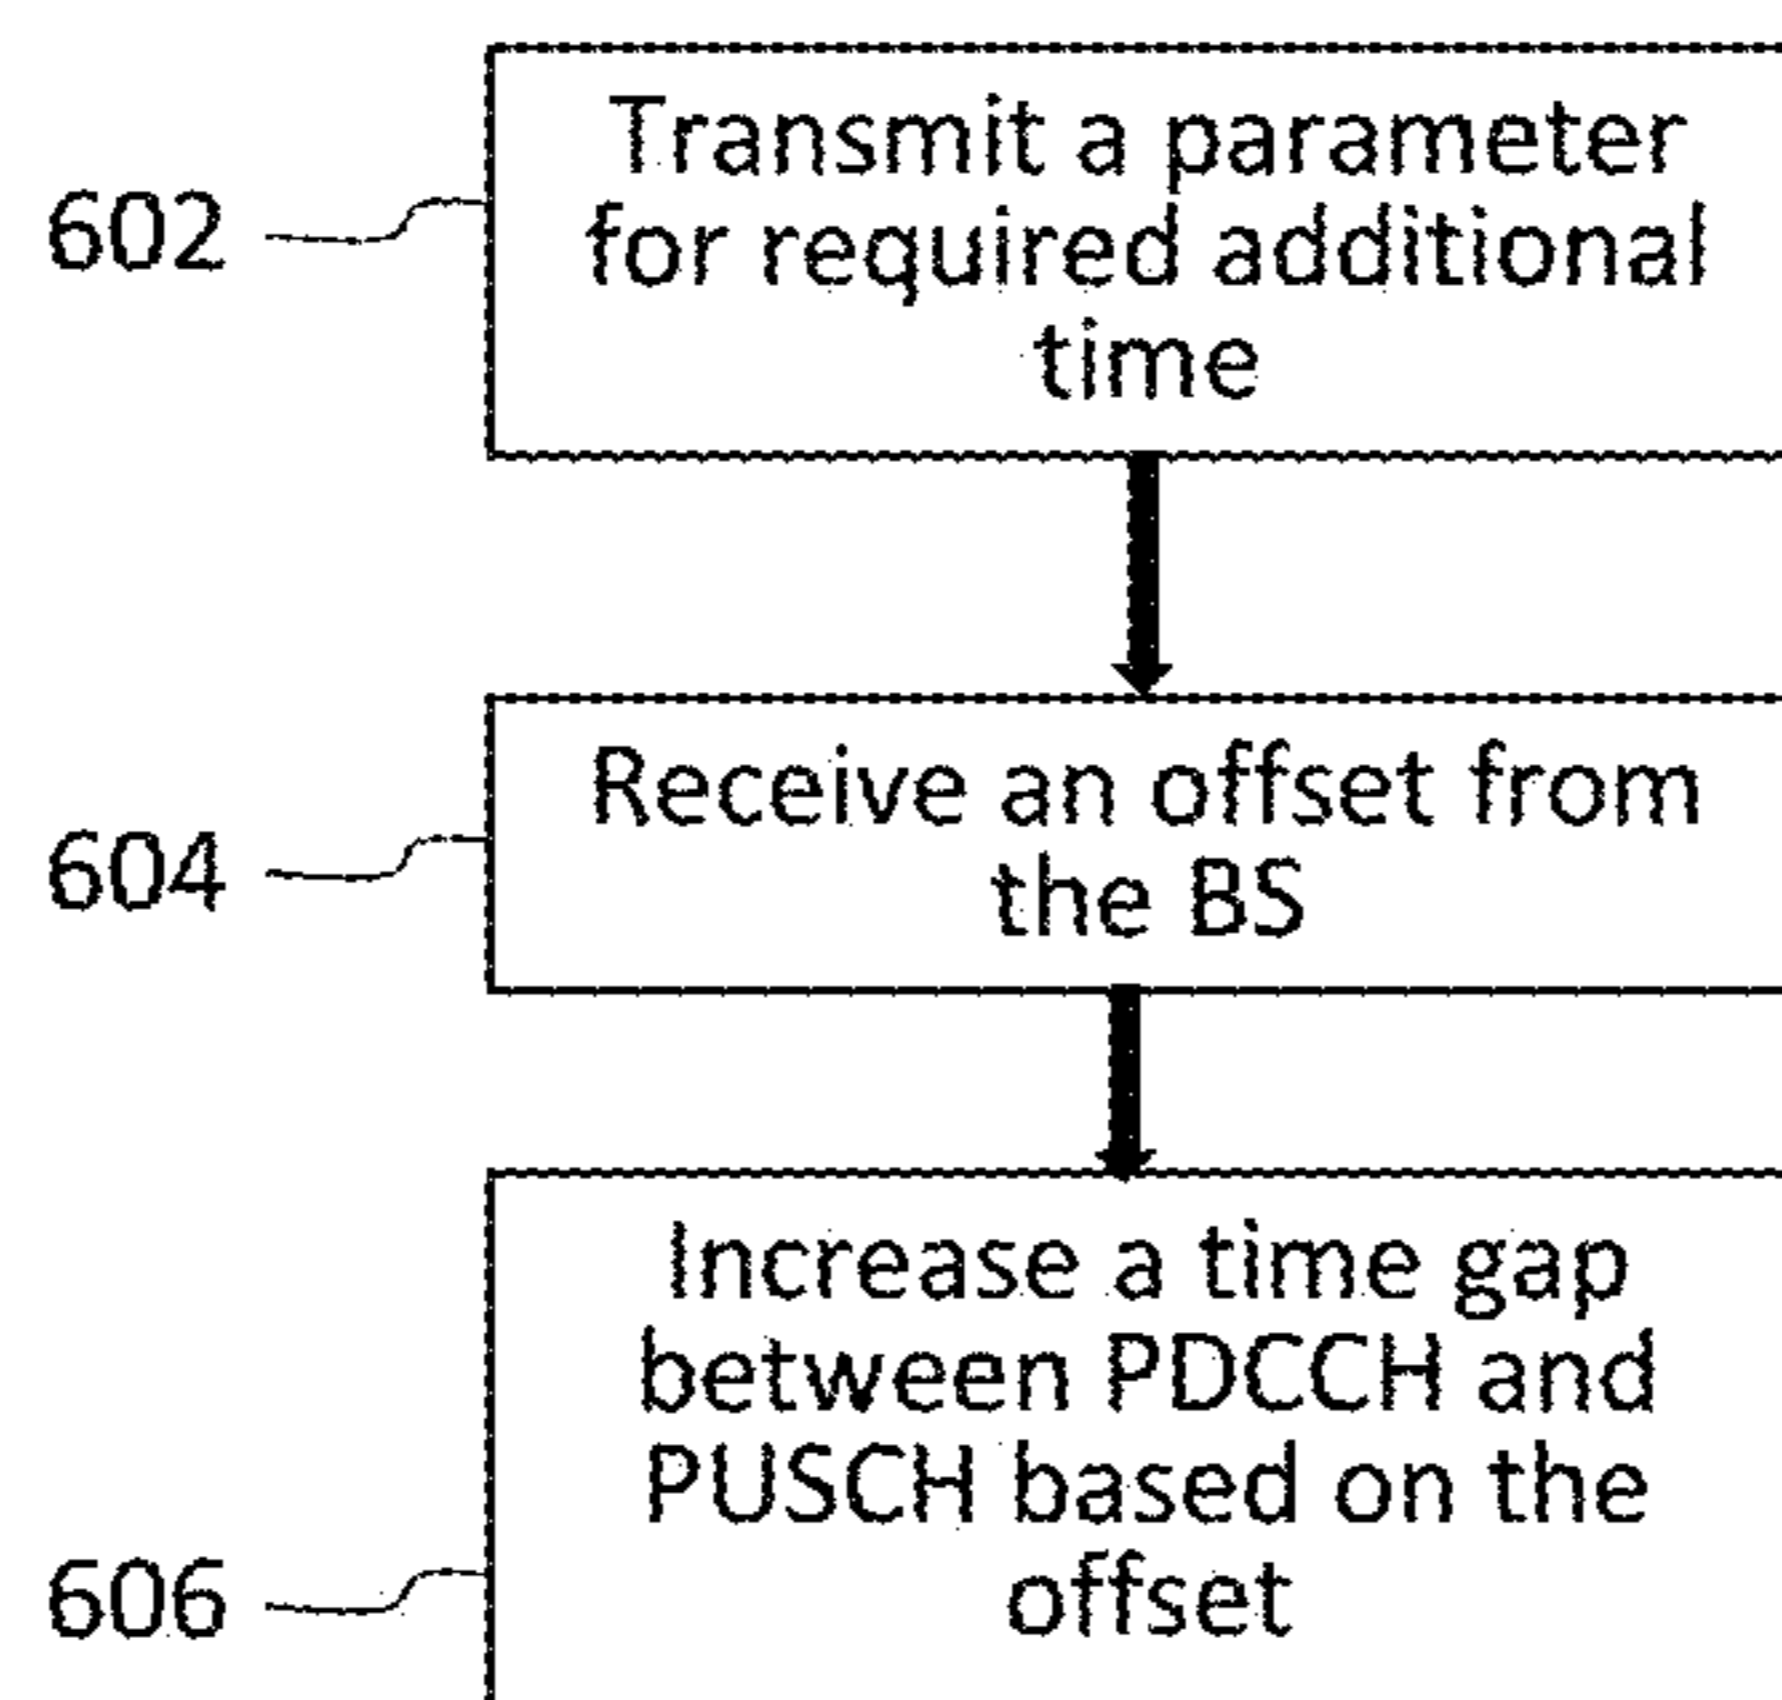 Transmit a parameter
602
for required additional
time
Receive an offset from
604
the BS
Increase a time gap
between PDCCH and
PUSCH based on the
606
offset